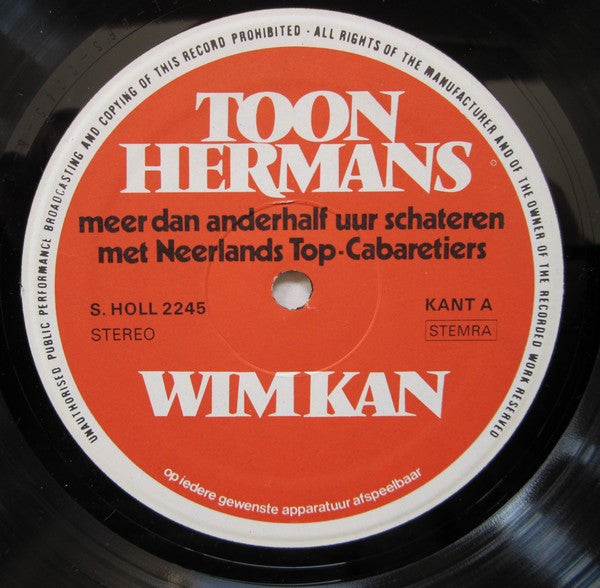 UNAUTHORISED PUBLIC PERFORMANCE BROADCASTING AND COPYING OF THIS RECORD PROHIBITED · ALL RIGHTS OF THE MANUFACTURER AND OF THE OWNER OF THE RECORDED WORK RESERVED
TOON
HERMANS
meer dan anderhalf uur schateren
met Neerlands Top-Cabaretiers
S. HOLL 2245
STEREO
KANT A
STEMRA
WIM KAN
op iedere gewenste apparatuur afspeelbaar